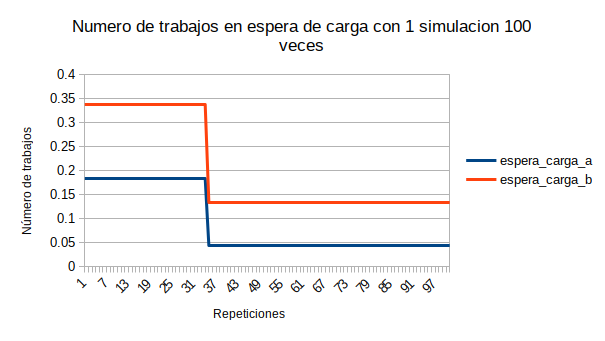 Numero de trabajos en espera de carga con 1 simulacion 100
veces
0.4
0.35
0.3
0.25
0.2
0.15
0.1
0.05
0
Número de trabajos
espera_carga_a
espera_carga_b
1 7 13 19 25 31 37 43 49 55 61 67 73 79 85 91 97
Repeticiones